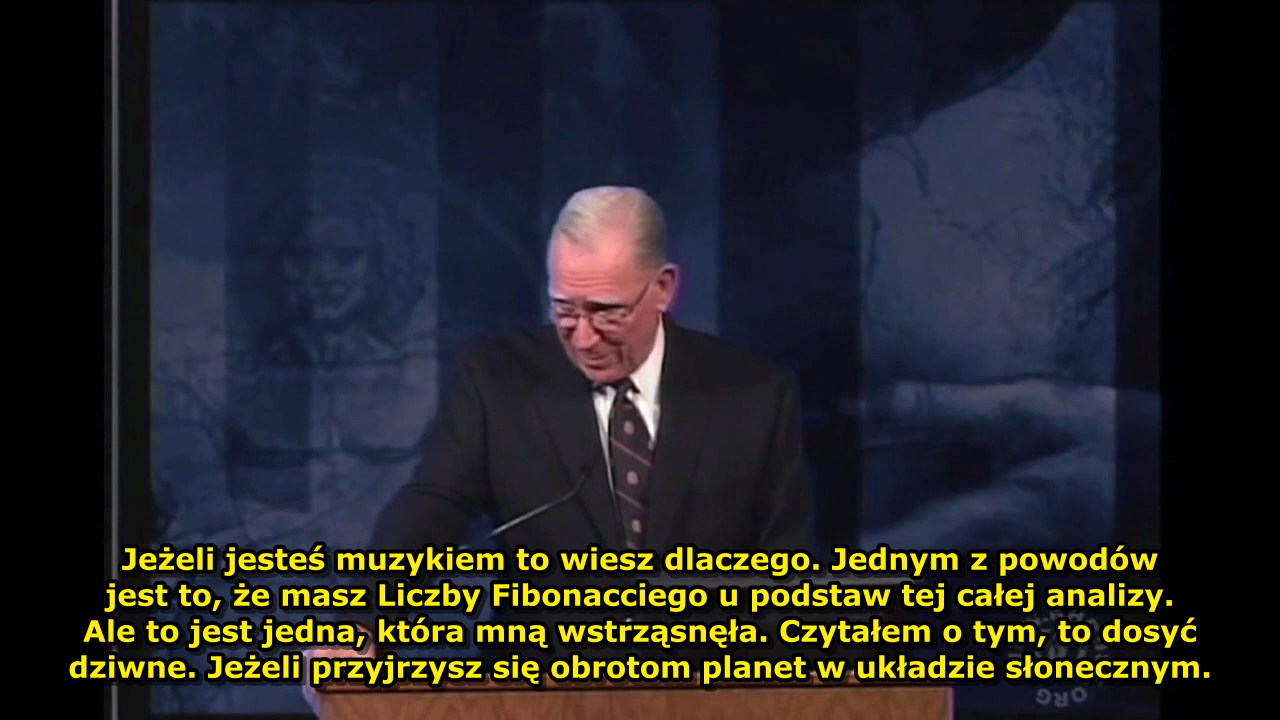 Jeżeli jesteś muzykiem to wiesz dlaczego. Jednym z powodów
jest to, że masz Liczby Fibonacciego u podstaw tej całej analizy.
Ale to jest jedna, która mną wstrząsnęła. Czytałem o tym, to dosyć
dziwne. Jeżeli przyjrzysz się obrotom planet w układzie słonecznym.